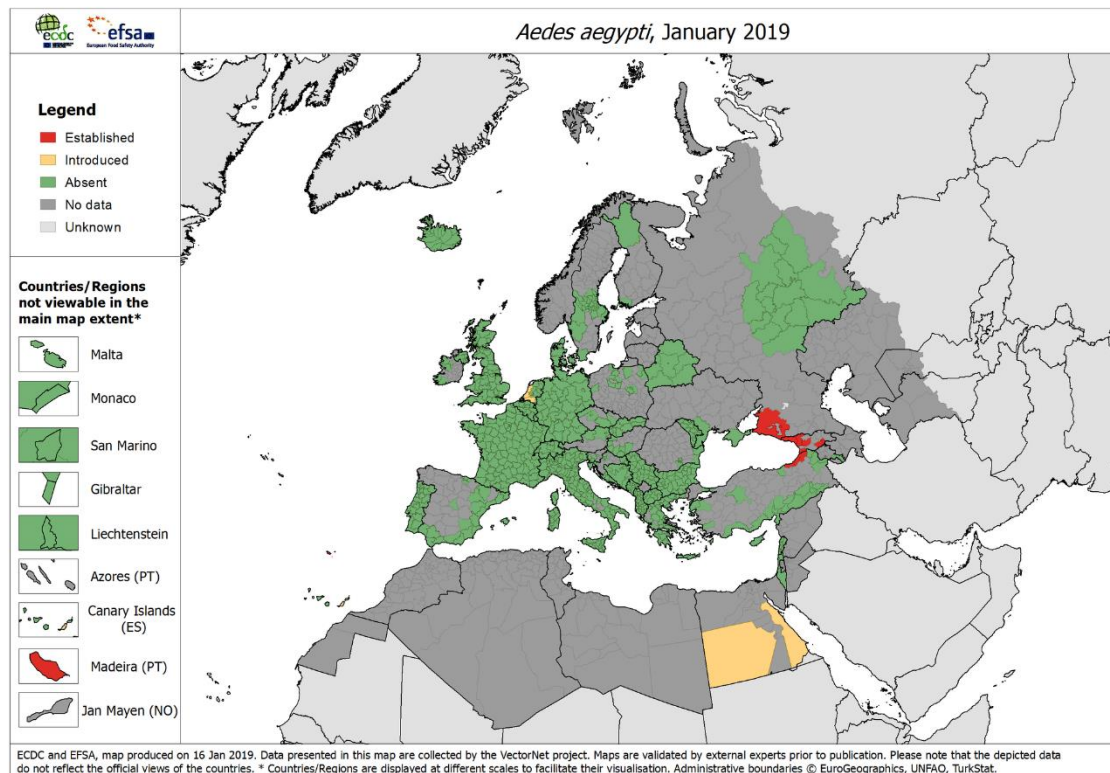 ecdc
efsa
European Food Safety Authority
Aedes aegypti, January 2019
Legend
Established
Introduced
Absent
No data
Unknown
Countries/Regions
not viewable in the
main map extent*
Malta
Monaco
San Marino
Gibraltar
Liechtenstein
Azores (PT)
Canary Islands
(ES)
Madeira (PT)
Jan Mayen (NO)
ECDC and EFSA, map produced on 16 Jan 2019. Data presented in this map are collected by the VectorNet project. Maps are validated by external experts prior to publication. Please note that the depicted data
do not reflect the official views of the countries. * Countries/Regions are displayed at different scales to facilitate their visualisation. Administrative boundaries © EuroGeographics, UNFAO, TurkStat.